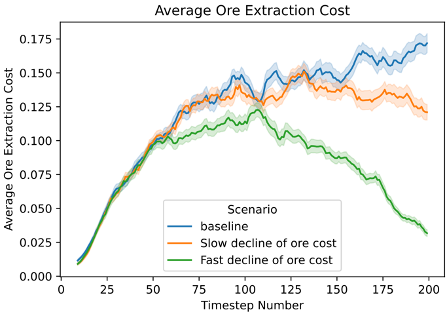 Average Ore Extraction Cost
Average Ore Extraction Cost
0.175
0.150
0.125
0.100
0.075
0.050
0.025
0.000
Scenario
baseline
Slow decline of ore cost
Fast decline of ore cost
0 25 50 75 100 125 150 175 200
Timestep Number